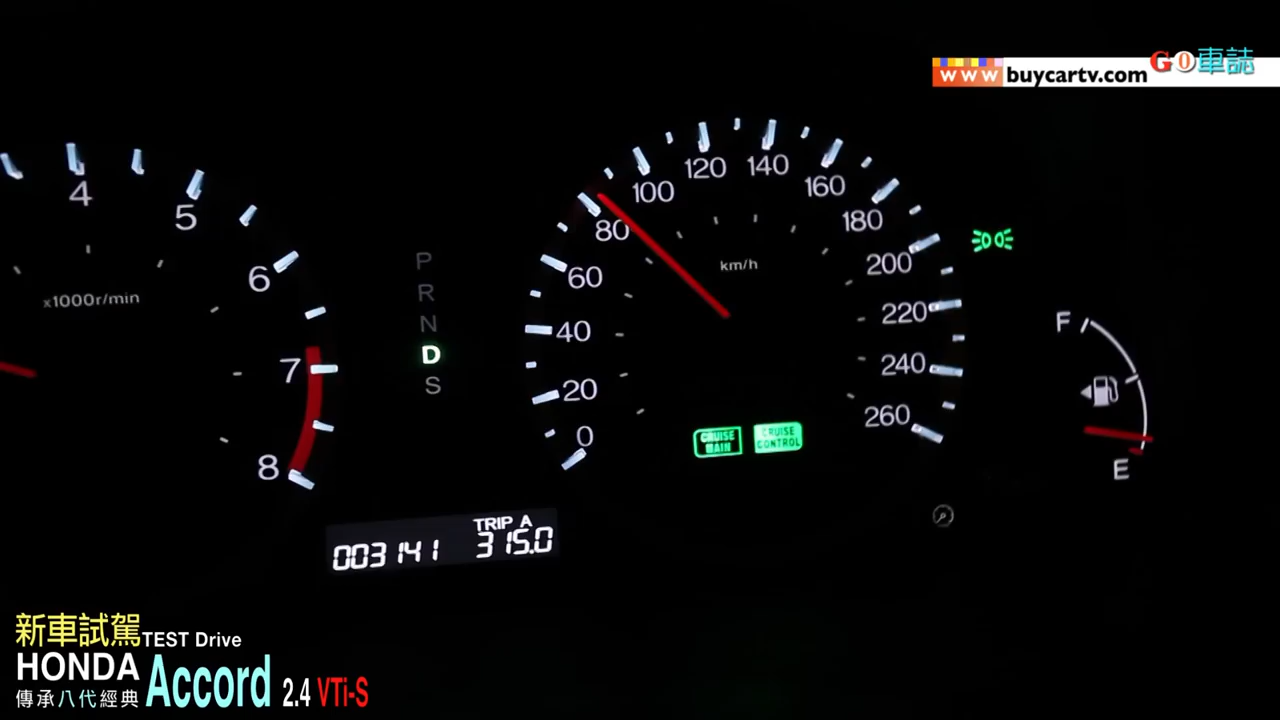 www buycartv.com GO車誌
4
5
6
7
8
x1000r/min
P
R
N
D
S
0
20
40
60
80
100
120
140
160
180
200
220
240
260
km/h
CRUISE MAIN
CRUISE CONTROL
F
E
TRIP A
003141 315.0
新車試駕TEST Drive
HONDA Accord 2.4 VTi-S
傳承八代經典